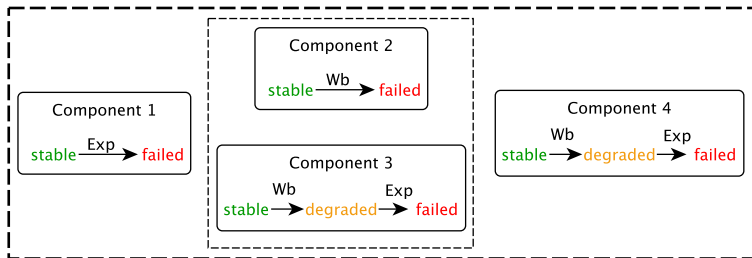 Component 1
Exp
stable failed
Component 2
Wb
stable failed
Component 3
Wb Exp
stable degraded failed
Component 4
Wb Exp
stable degraded failed